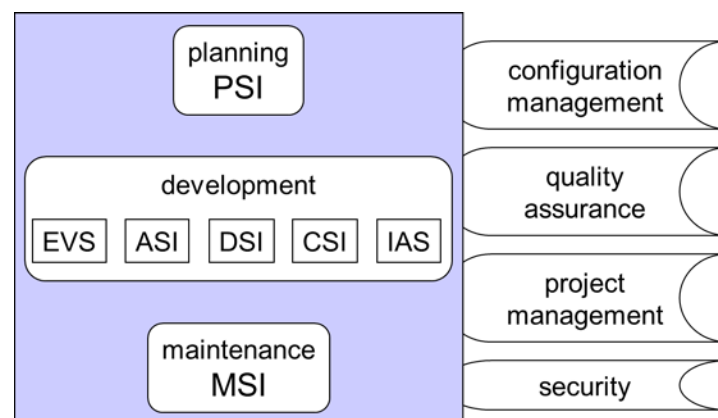 planning
PSI
development
EVS
ASI
DSI
CSI
IAS
maintenance
MSI
configuration
management
quality
assurance
project
management
security